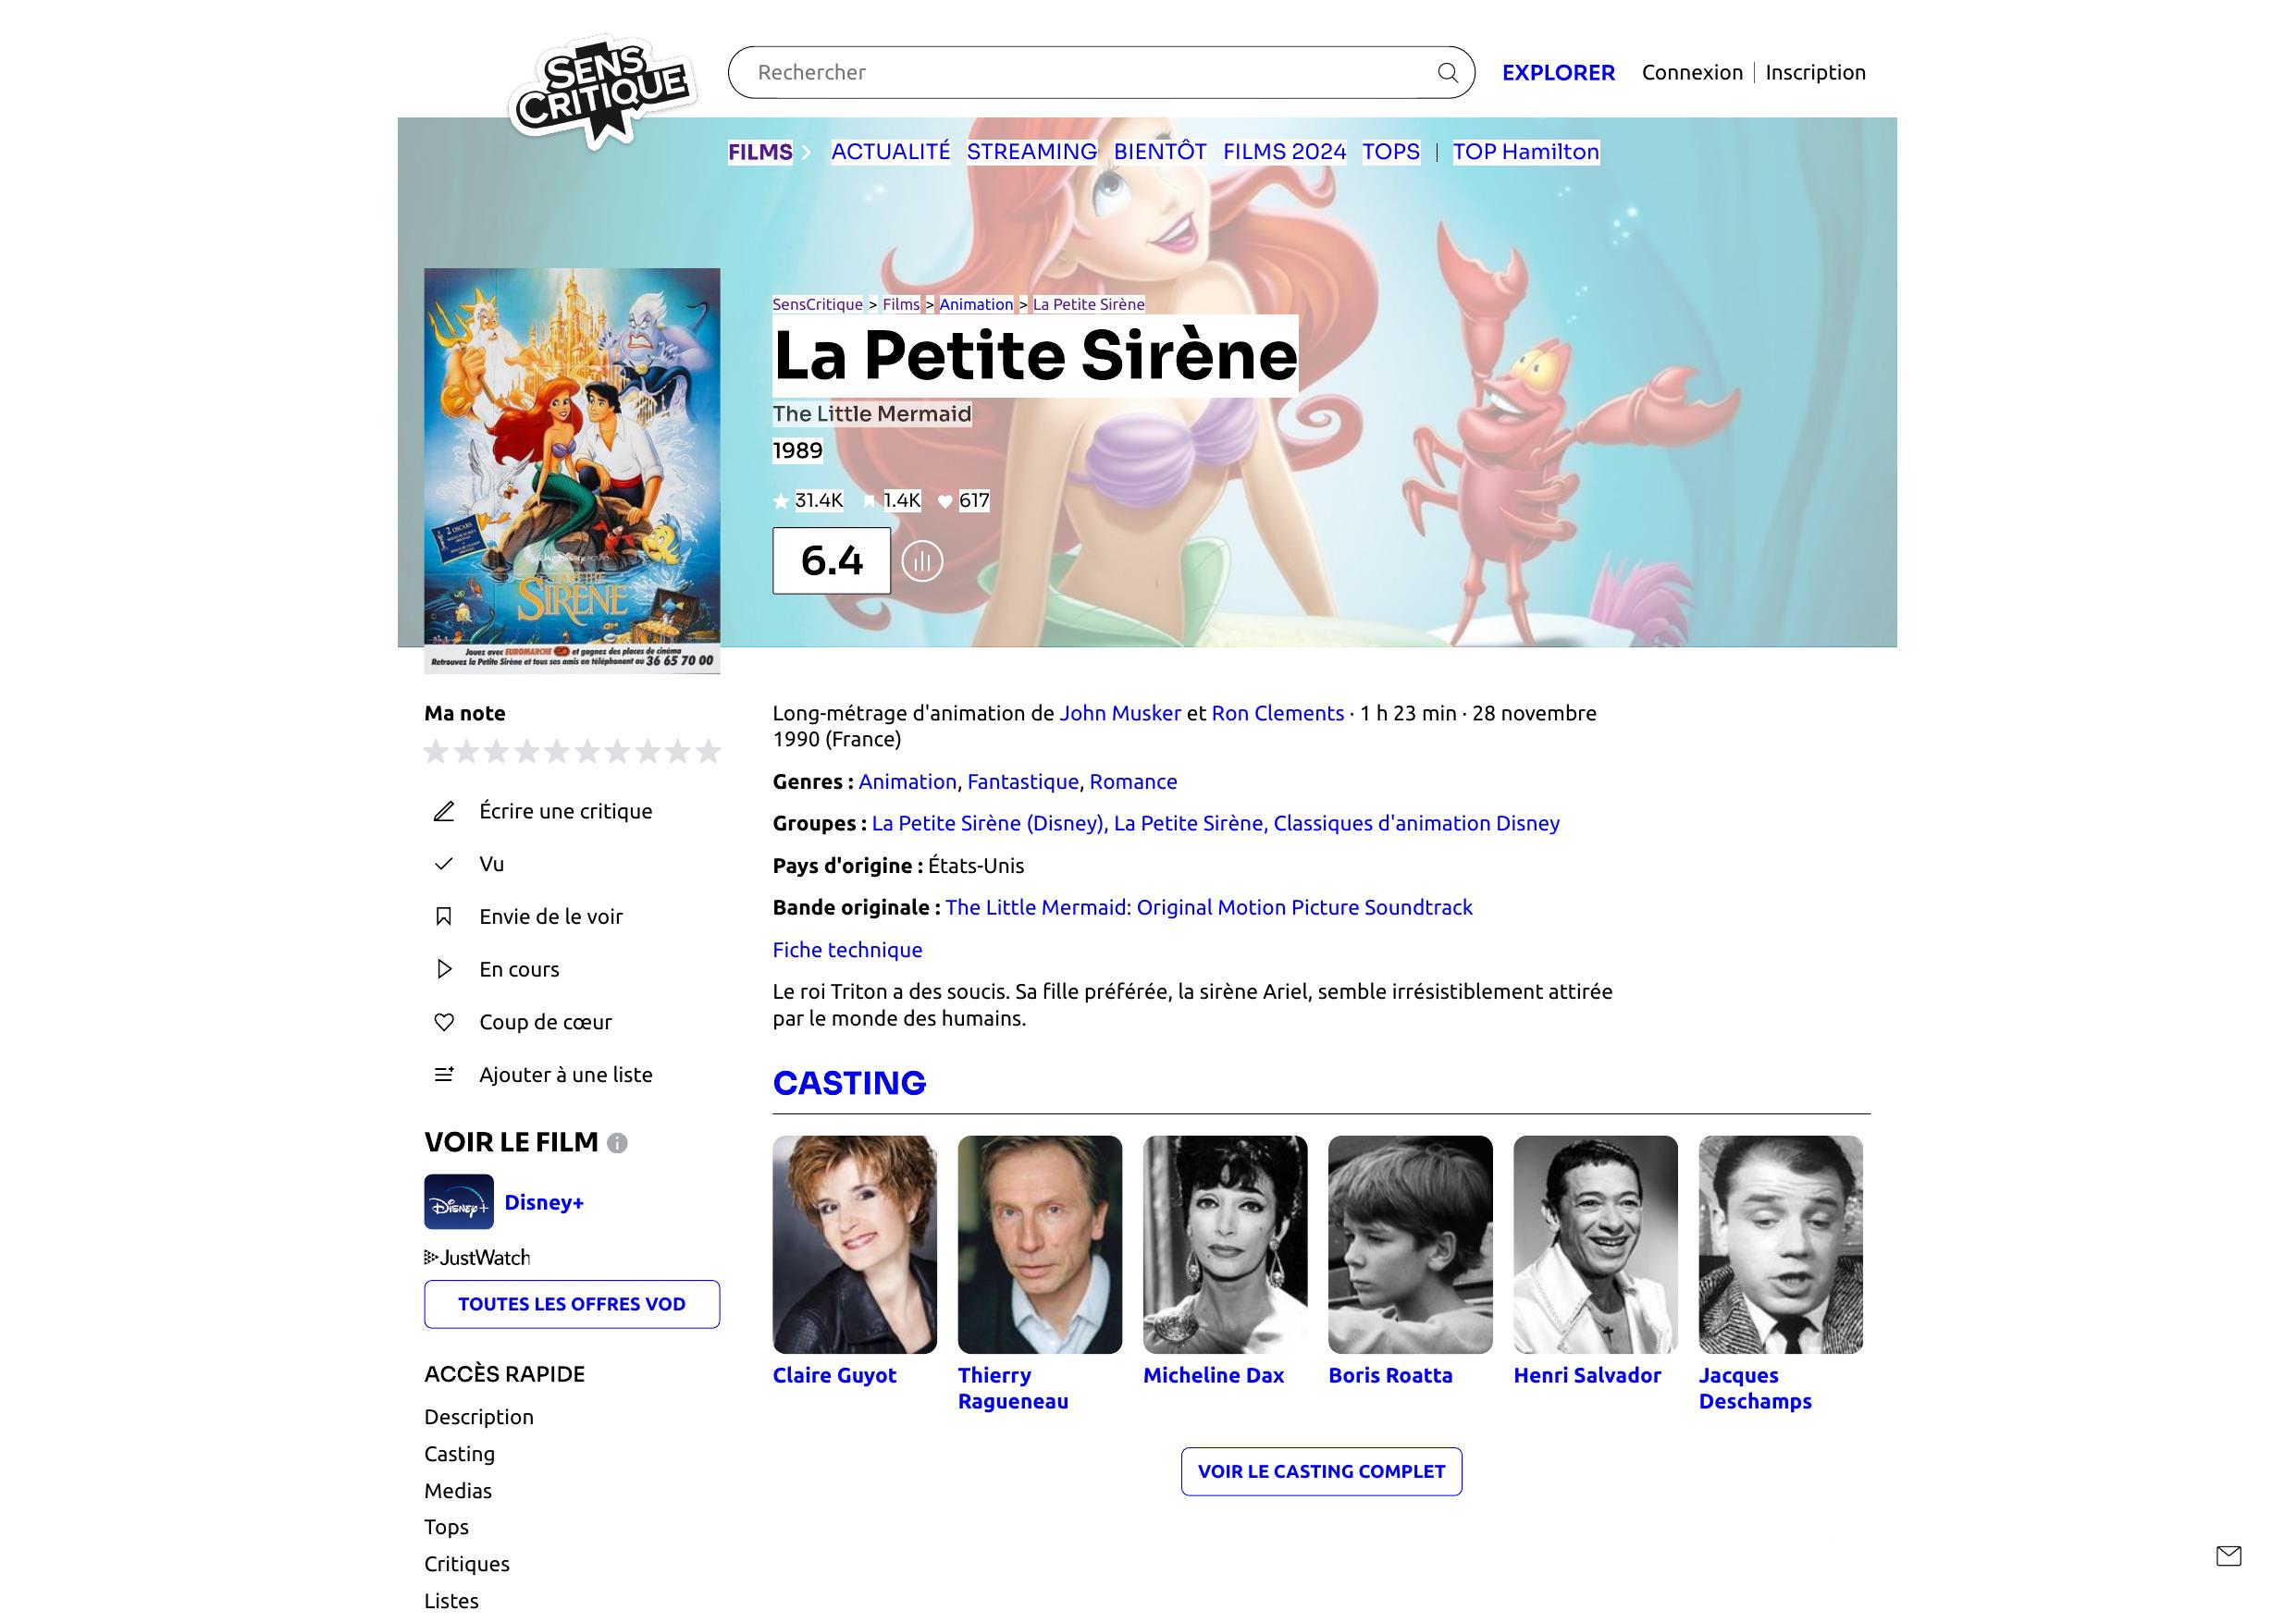 SENS
CRITIQUE
Rechercher
EXPLORER
Connexion | Inscription
FILMS
ACTUALITÉ STREAMING BIENTÔT FILMS 2024 TOPS | TOP Hamilton
SensCritique > Films > Animation > La Petite Sirène
La Petite Sirène
The Little Mermaid
1989
31.4K 1.4K 617
6.4
2 OSCARS
SIRÈNE
Jouez avec EUROMARCHE et gagnez des places de cinéma
Retrouvez la Petite Sirène et tous ses amis en téléphonant au 36 65 70 00
Ma note
Écrire une critique
Vu
Envie de le voir
En cours
Coup de cœur
Ajouter à une liste
VOIR LE FILM
Disney+
Disney+
JustWatch
TOUTES LES OFFRES VOD
ACCÈS RAPIDE
Description
Casting
Medias
Tops
Critiques
Listes
Long-métrage d'animation de John Musker et Ron Clements · 1 h 23 min · 28 novembre
1990 (France)
Genres : Animation, Fantastique, Romance
Groupes : La Petite Sirène (Disney), La Petite Sirène, Classiques d'animation Disney
Pays d'origine : États-Unis
Bande originale : The Little Mermaid: Original Motion Picture Soundtrack
Fiche technique
Le roi Triton a des soucis. Sa fille préférée, la sirène Ariel, semble irrésistiblement attirée
par le monde des humains.
CASTING
Claire Guyot
Thierry
Ragueneau
Micheline Dax
Boris Roatta
Henri Salvador
Jacques
Deschamps
VOIR LE CASTING COMPLET